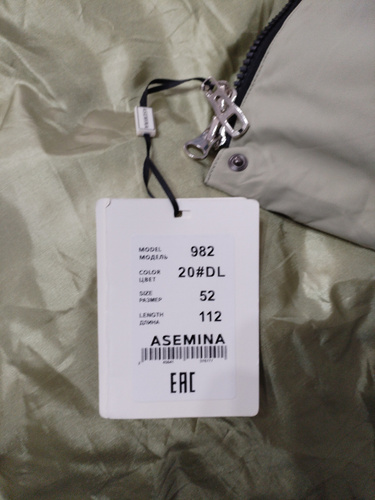 MODEL
МОДЕЛЬ 982
COLOR
ЦВЕТ 20#DL
SIZE
РАЗМЕР 52
LENGTH
ДЛИНА 112
ASEMINA
EAC